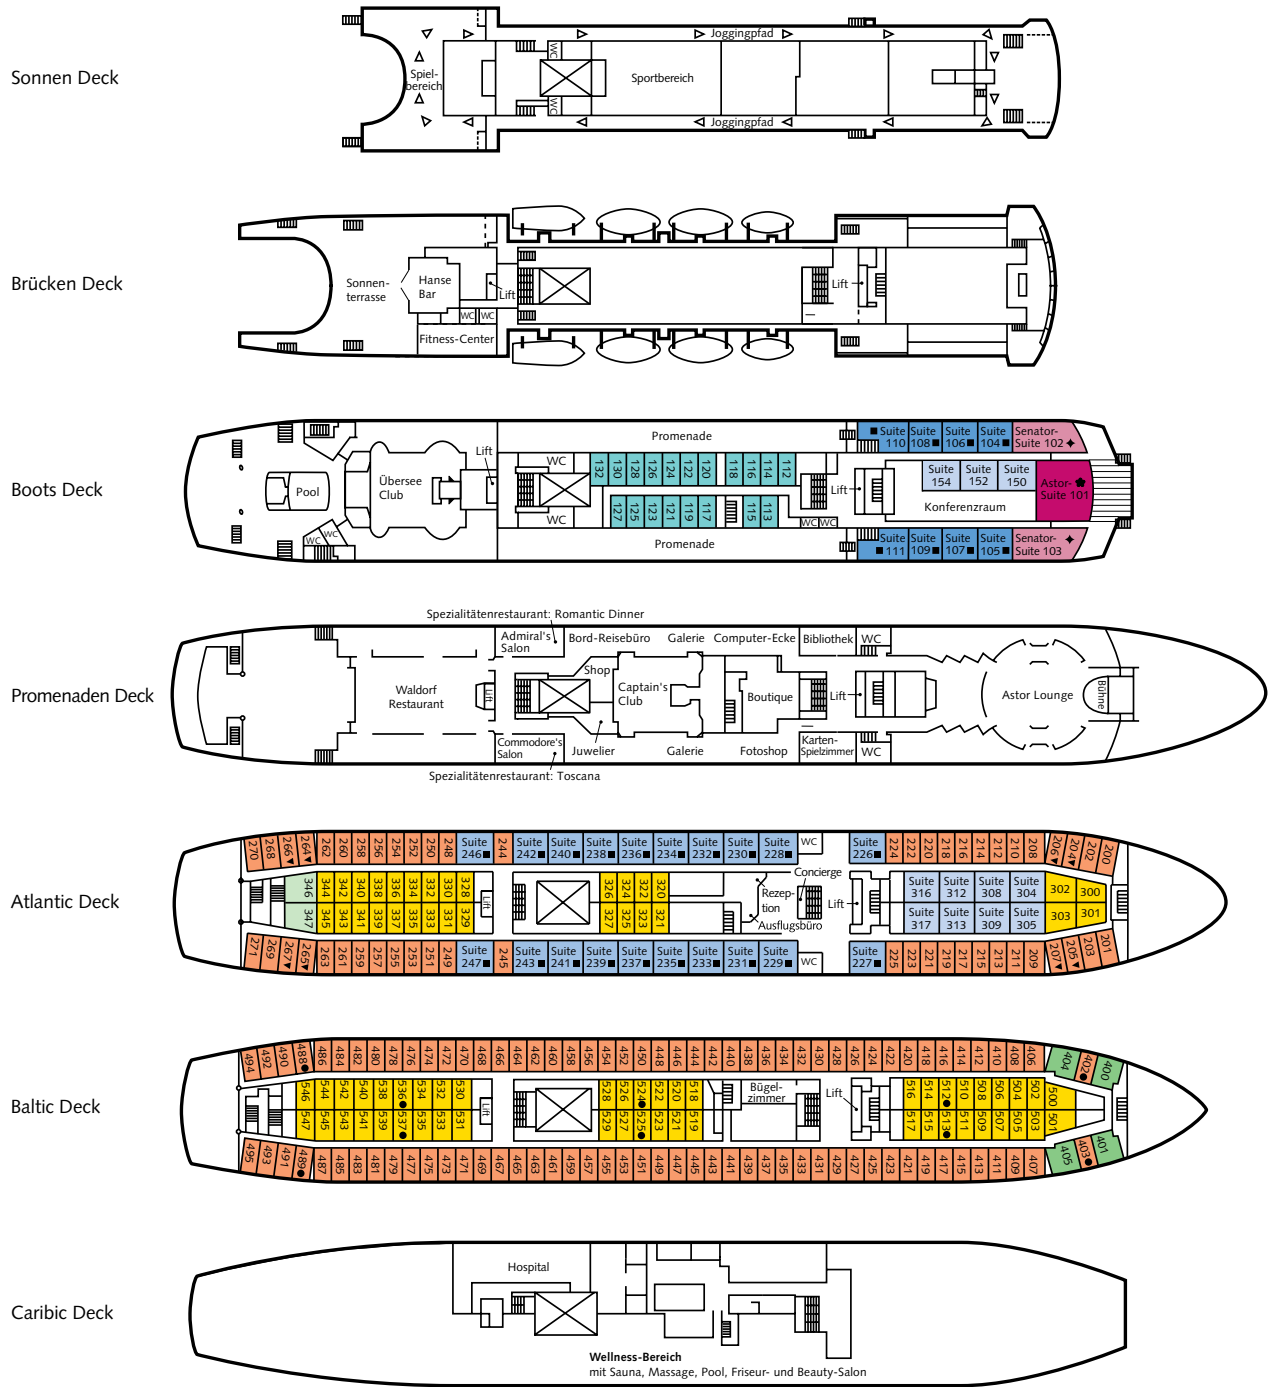 Sonnen Deck
Joggingpfad
WC
Spiel-
bereich
Sportbereich
WC
Joggingpfad
Brücken Deck
Sonnen-
terrasse
Hanse
Bar
Lift
Lift
WC WC
Fitness-Center
Boots Deck
Promenade
Suite 110
Suite 108
Suite 106
Suite 104
Senator-
Suite 102
Lift
WC
Übersee
Club
Pool
132 130 128 126 124 122 120 118 116 114 112
Lift
Suite 154
Suite 152
Suite 150
Astor-
Suite 101
Konferenzraum
127 125 123 121 119 117 115 113
WC
WC WC
WC WC
Promenade
Suite 111
Suite 109
Suite 107
Suite 105
Senator-
Suite 103
Promenaden Deck
Spezialitätenrestaurant: Romantic Dinner
Admiral's
Salon
Bord-Reisebüro
Galerie
Computer-Ecke
Bibliothek
WC
Shop
Waldorf
Restaurant
Lift
Captain's
Club
Boutique
Lift
Astor Lounge
Bühne
Commodore's
Salon
Juwelier
Galerie
Fotoshop
Karten-
Spielzimmer
WC
Spezialitätenrestaurant: Toscana
Atlantic Deck
270 268 266 264 262 260 258 256 254 252 250 248
Suite 246
244
Suite 242
Suite 240
Suite 238
Suite 236
Suite 234
Suite 232
Suite 230
Suite 228
WC
Suite 226
224 222 220 218 216 214 212 210 208 206 204 202 200
346 344 342 340 338 336 334 332 330 328
Lift
326 324 322 320
Rezep-
tion
Concierge
Lift
Suite 316
Suite 312
Suite 308
Suite 304
302 300
347 345 343 341 339 337 335 333 331 329
327 325 323 321
Ausflugsbüro
Suite 317
Suite 313
Suite 309
Suite 305
303 301
271 269 267 265 263 261 259 257 255 253 251 249
Suite 247
245
Suite 243
Suite 241
Suite 239
Suite 237
Suite 235
Suite 233
Suite 231
Suite 229
WC
Suite 227
225 223 221 219 217 215 213 211 209 207 205 203 201
Baltic Deck
494 492 490 488 486 484 482 480 478 476 474 472 470 468 466 464 462 460 458 456 454 452 450 448 446 444 442 440 438 436 434 432 430 428 426 424 422 420 418 416 414 412 410 408 406 404 402 400
546 544 542 540 538 536 534 532 530
Lift
528 526 524 522 520 518
Bügel-
zimmer
Lift
516 514 512 510 508 506 504 502 500
547 545 543 541 539 537 535 533 531
529 527 525 523 521 519
517 515 513 511 509 507 505 503 501
495 493 491 489 487 485 483 481 479 477 475 473 471 469 467 465 463 461 459 457 455 453 451 449 447 445 443 441 439 437 435 433 431 429 427 425 423 421 419 417 415 413 411 409 407 405 403 401
Caribic Deck
Hospital
Wellness-Bereich
mit Sauna, Massage, Pool, Friseur- und Beauty-Salon